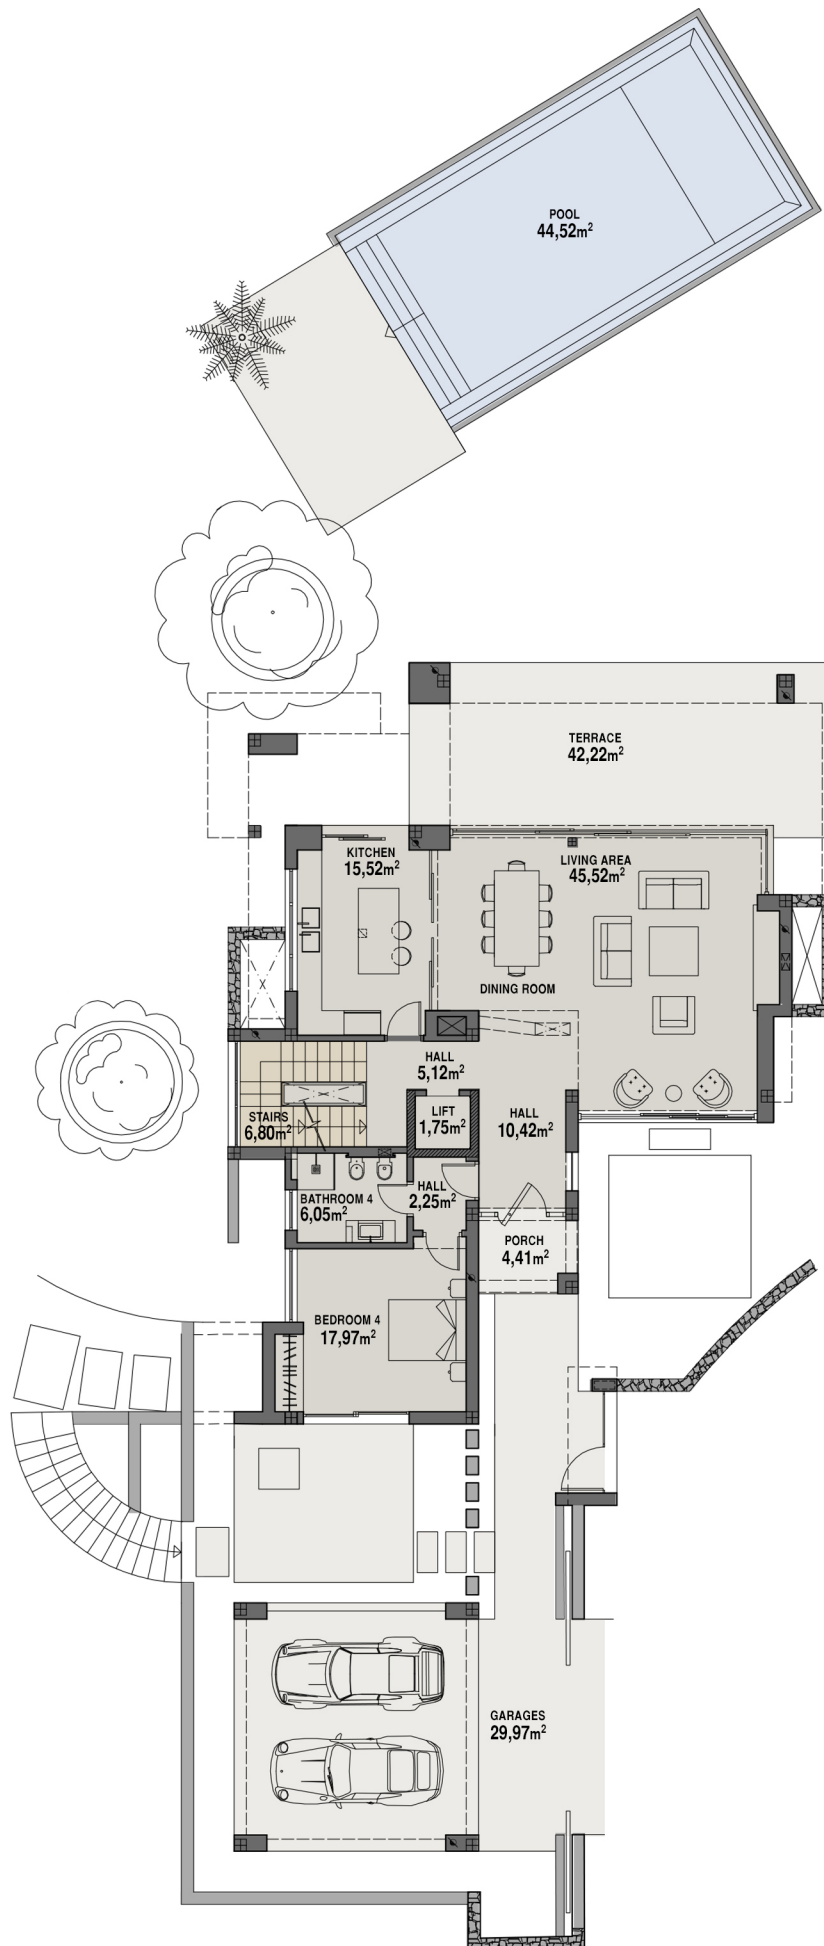 POOL
44,52m²
TERRACE
42,22m²
KITCHEN
15,52m²
LIVING AREA
45,52m²
DINING ROOM
HALL
5,12m²
STAIRS
6,80m²
LIFT
1,75m²
HALL
10,42m²
HALL
2,25m²
BATHROOM 4
6,05m²
PORCH
4,41m²
BEDROOM 4
17,97m²
GARAGES
29,97m²